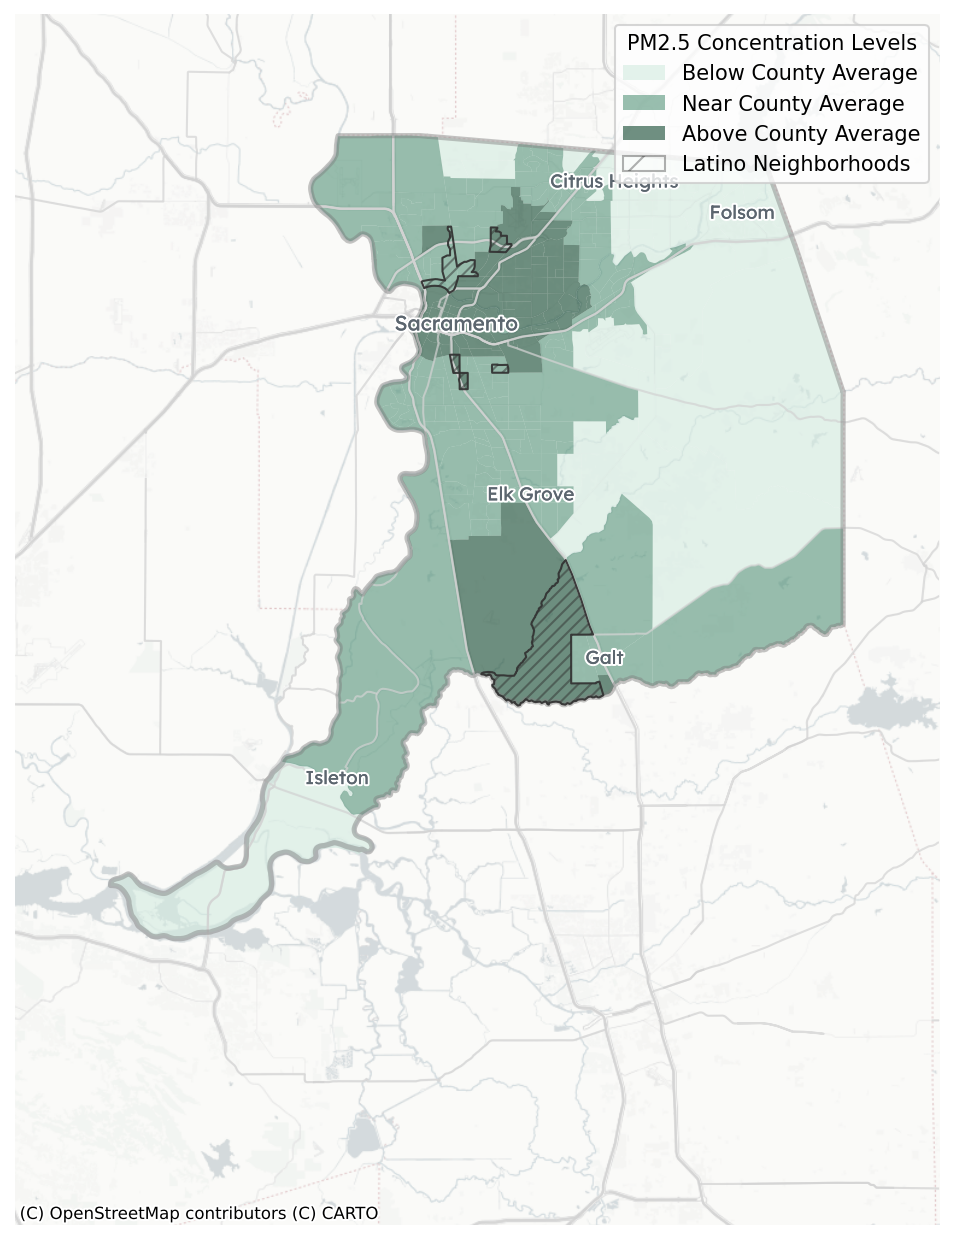 PM2.5 Concentration Levels
Below County Average
Near County Average
Above County Average
Latino Neighborhoods
Citrus Heights
Folsom
Sacramento
Elk Grove
Galt
Isleton
(C) OpenStreetMap contributors (C) CARTO